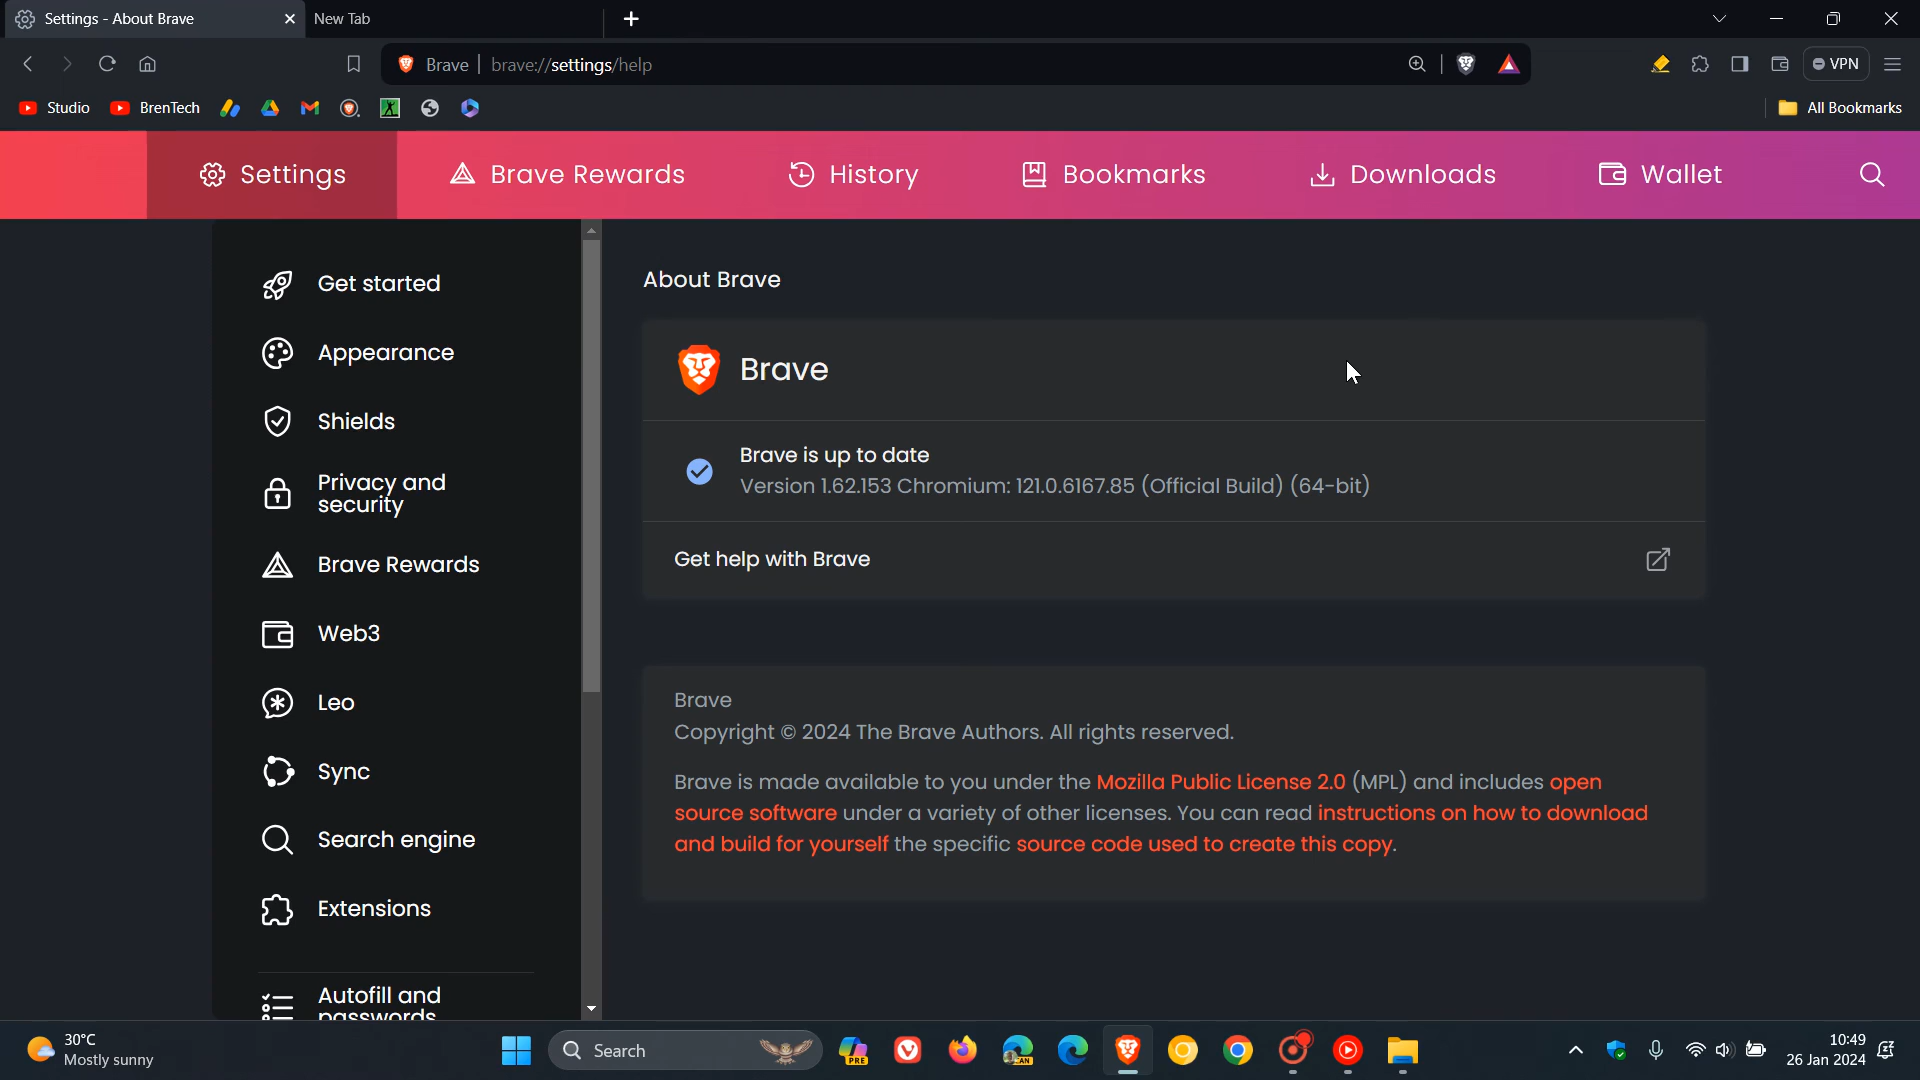 Settings - About Brave
New Tab
Brave
brave://settings/help
VPN
Studio
BrenTech
All Bookmarks
Settings
Brave Rewards
History
Bookmarks
Downloads
Wallet
Get started
Appearance
Shields
Privacy and
security
Brave Rewards
Web3
Leo
Sync
Search engine
Extensions
Autofill and
passwords
About Brave
Brave
Brave is up to date
Version 1.62.153 Chromium: 121.0.6167.85 (Official Build) (64-bit)
Get help with Brave
Brave
Copyright © 2024 The Brave Authors. All rights reserved.
Brave is made available to you under the Mozilla Public License 2.0 (MPL) and includes open
source software under a variety of other licenses. You can read instructions on how to download
and build for yourself the specific source code used to create this copy.
30°C
Mostly sunny
Search
PRE
CAN
10:49
26 Jan 2024